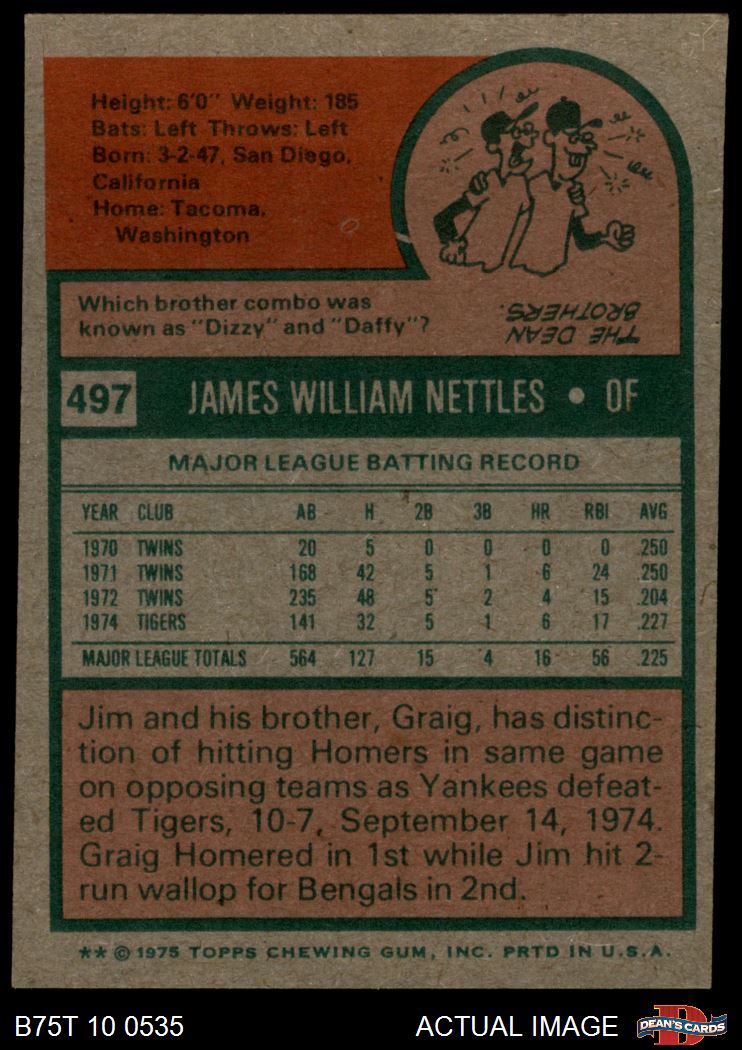 Height: 6'0" Weight: 185
Bats: Left Throws: Left
Born: 3-2-47, San Diego,
California
Home: Tacoma,
Washington
Which brother combo was
known as "Dizzy" and "Daffy"?
THE DEAN
BROTHERS.
497 JAMES WILLIAM NETTLES • OF
MAJOR LEAGUE BATTING RECORD
YEAR CLUB AB H 2B 3B HR RBI AVG
1970 TWINS 20 5 0 0 0 0 .250
1971 TWINS 168 42 5 1 6 24 .250
1972 TWINS 235 48 5 2 4 15 .204
1974 TIGERS 141 32 5 1 6 17 .227
MAJOR LEAGUE TOTALS 564 127 15 4 16 56 .225
Jim and his brother, Graig, has distinc-
tion of hitting Homers in same game
on opposing teams as Yankees defeat-
ed Tigers, 10-7, September 14, 1974.
Graig Homered in 1st while Jim hit 2-
run wallop for Bengals in 2nd.
** © 1975 TOPPS CHEWING GUM, INC. PRTD IN U.S.A.
B75T 10 0535 ACTUAL IMAGE D DEAN'S CARDS